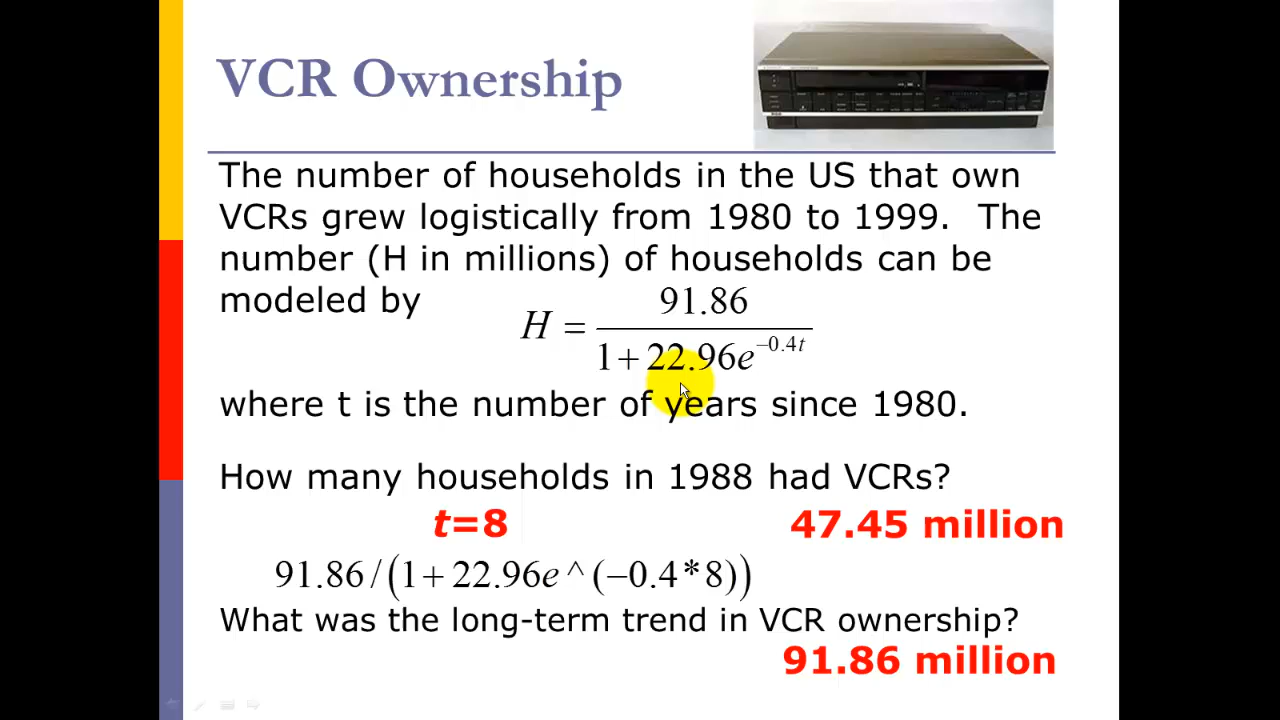 VCR Ownership
The number of households in the US that own
VCRs grew logistically from 1980 to 1999. The
number (H in millions) of households can be
modeled by
H = 91.86 / (1 + 22.96e^(−0.4t))
where t is the number of years since 1980.
How many households in 1988 had VCRs?
t=8 47.45 million
91.86 / (1 + 22.96e ^ (−0.4 * 8))
What was the long-term trend in VCR ownership?
91.86 million